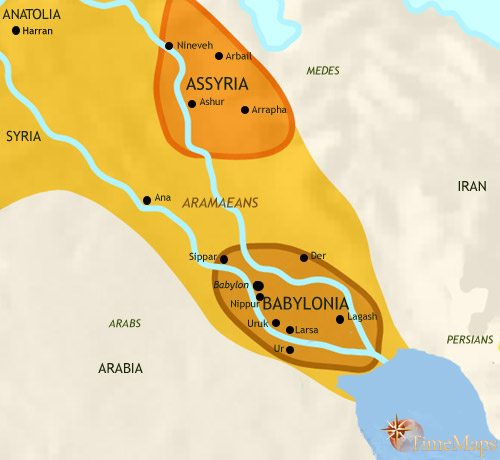 ANATOLIA
Harran
Nineveh
Arbail
MEDES
ASSYRIA
Ashur
Arrapha
SYRIA
IRAN
Ana
ARAMAEANS
Sippar
Der
Babylon
Nippur
BABYLONIA
Lagash
Uruk
Larsa
ARABS
Ur
PERSIANS
ARABIA
TimeMaps